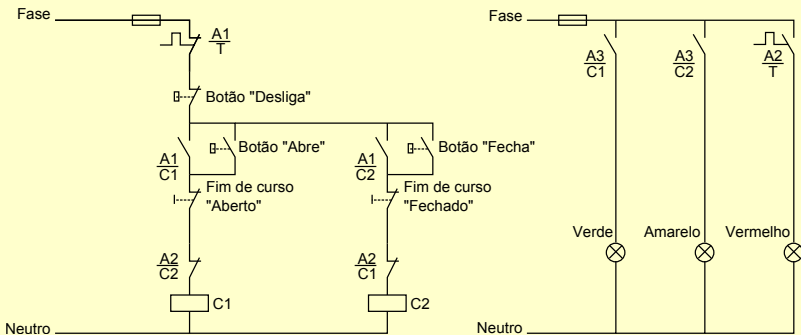 Fase
A1
T
Botão "Desliga"
A1
C1
Botão "Abre"
A1
C2
Botão "Fecha"
Fim de curso
"Aberto"
Fim de curso
"Fechado"
A2
C2
A2
C1
C1
C2
Neutro
Fase
A3
C1
A3
C2
A2
T
Verde
Amarelo
Vermelho
Neutro